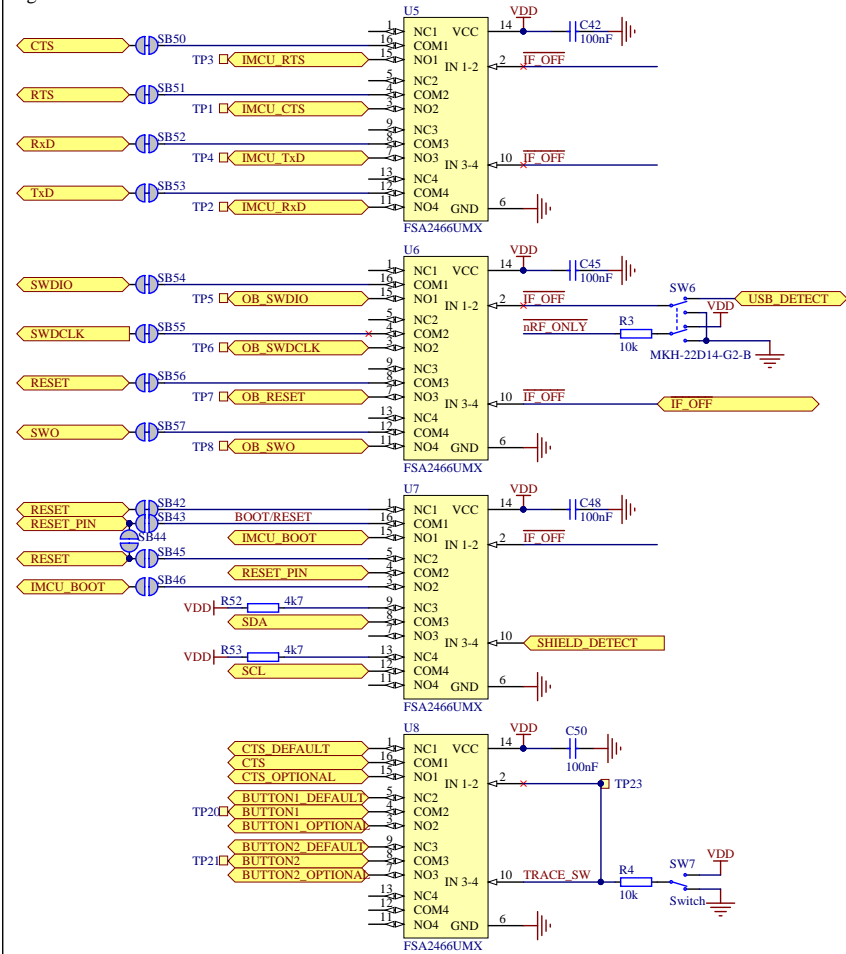 U5
VDD
1 NC1 VCC 14 C42
CTS SB50 16 COM1 100nF
TP3 IMCU_RTS 15 NO1 IN 1-2 2 IF_OFF
5 NC2
RTS SB51 4 COM2
TP1 IMCU_CTS 3 NO2
9 NC3
RxD SB52 8 COM3
TP4 IMCU_TxD 7 NO3 IN 3-4 10 IF_OFF
13 NC4
TxD SB53 12 COM4
TP2 IMCU_RxD 11 NO4 GND 6
FSA2466UMX
U6
VDD
1 NC1 VCC 14 C45
SWDIO SB54 16 COM1 100nF SW6
TP5 OB_SWDIO 15 NO1 IN 1-2 2 IF_OFF USB_DETECT
5 NC2 VDD
SWDCLK SB55 4 COM2 nRF_ONLY R3
TP6 OB_SWDCLK 3 NO2 10k MKH-22D14-G2-B
9 NC3
RESET SB56 8 COM3
TP7 OB_RESET 7 NO3 IN 3-4 10 IF_OFF IF_OFF
13 NC4
SWO SB57 12 COM4
TP8 OB_SWO 11 NO4 GND 6
FSA2466UMX
U7
VDD
RESET SB42 1 NC1 VCC 14 C48
RESET_PIN SB43 BOOT/RESET 16 COM1 100nF
SB44 IMCU_BOOT 15 NO1 IN 1-2 2 IF_OFF
RESET SB45 5 NC2
RESET_PIN 4 COM2
IMCU_BOOT SB46 3 NO2
VDD R52 4k7 9 NC3
SDA 8 COM3
7 NO3 IN 3-4 10 SHIELD_DETECT
VDD R53 4k7 13 NC4
SCL 12 COM4
11 NO4 GND 6
FSA2466UMX
U8
VDD
CTS_DEFAULT 1 NC1 VCC 14 C50
CTS 16 COM1 100nF
CTS_OPTIONAL 15 NO1 IN 1-2 2 TP23
BUTTON1_DEFAULT 5 NC2
TP20 BUTTON1 4 COM2
BUTTON1_OPTIONAL 3 NO2
BUTTON2_DEFAULT 9 NC3 VDD
TP21 BUTTON2 8 COM3 SW7
BUTTON2_OPTIONAL 7 NO3 IN 3-4 10 TRACE_SW R4
13 NC4 10k Switch
12 COM4
11 NO4 GND 6
FSA2466UMX